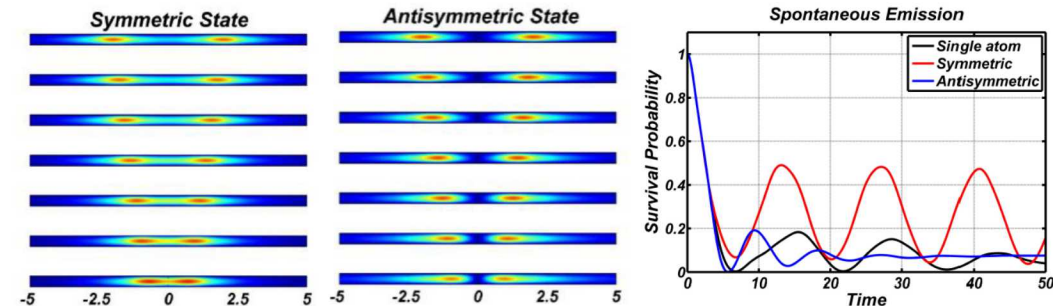 Symmetric State
-5 -2.5 0 2.5 5
Antisymmetric State
-5 -2.5 0 2.5 5
Spontaneous Emission
Survival Probability
1
0.8
0.6
0.4
0.2
0
Single atom
Symmetric
Antisymmetric
0 10 20 30 40 50
Time